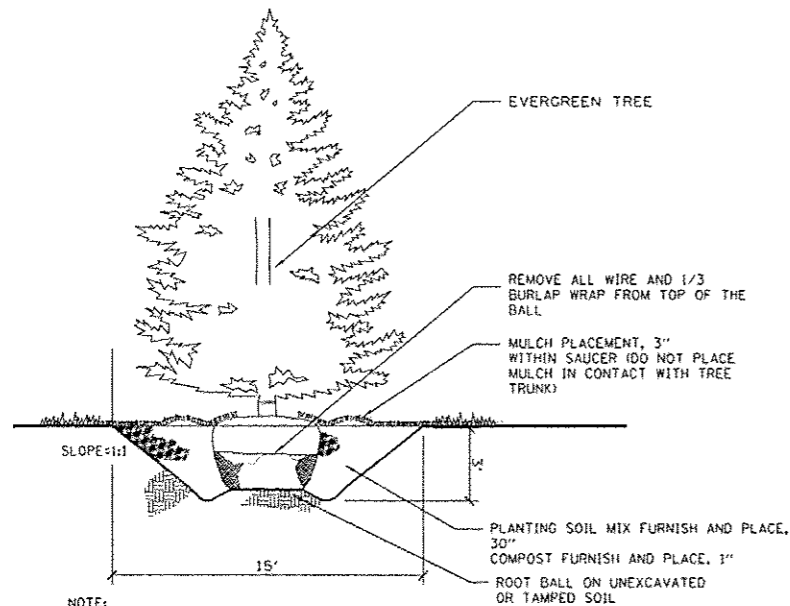 EVERGREEN TREE
REMOVE ALL WIRE AND 1/3
BURLAP WRAP FROM TOP OF THE
BALL
MULCH PLACEMENT, 3"
WITHIN SAUCER (DO NOT PLACE
MULCH IN CONTACT WITH TREE
TRUNK)
SLOPE=1:1
3'
PLANTING SOIL MIX FURNISH AND PLACE,
30"
COMPOST FURNISH AND PLACE, 1"
15'
ROOT BALL ON UNEXCAVATED
OR TAMPED SOIL
NOTE: